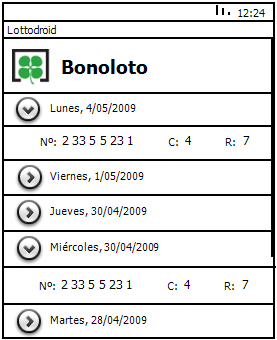 12:24
Lottodroid
Bonoloto
Lunes, 4/05/2009
Nº: 2 33 5 5 23 1 C: 4 R: 7
Viernes, 1/05/2009
Jueves, 30/04/2009
Miércoles, 30/04/2009
Nº: 2 33 5 5 23 1 C: 4 R: 7
Martes, 28/04/2009